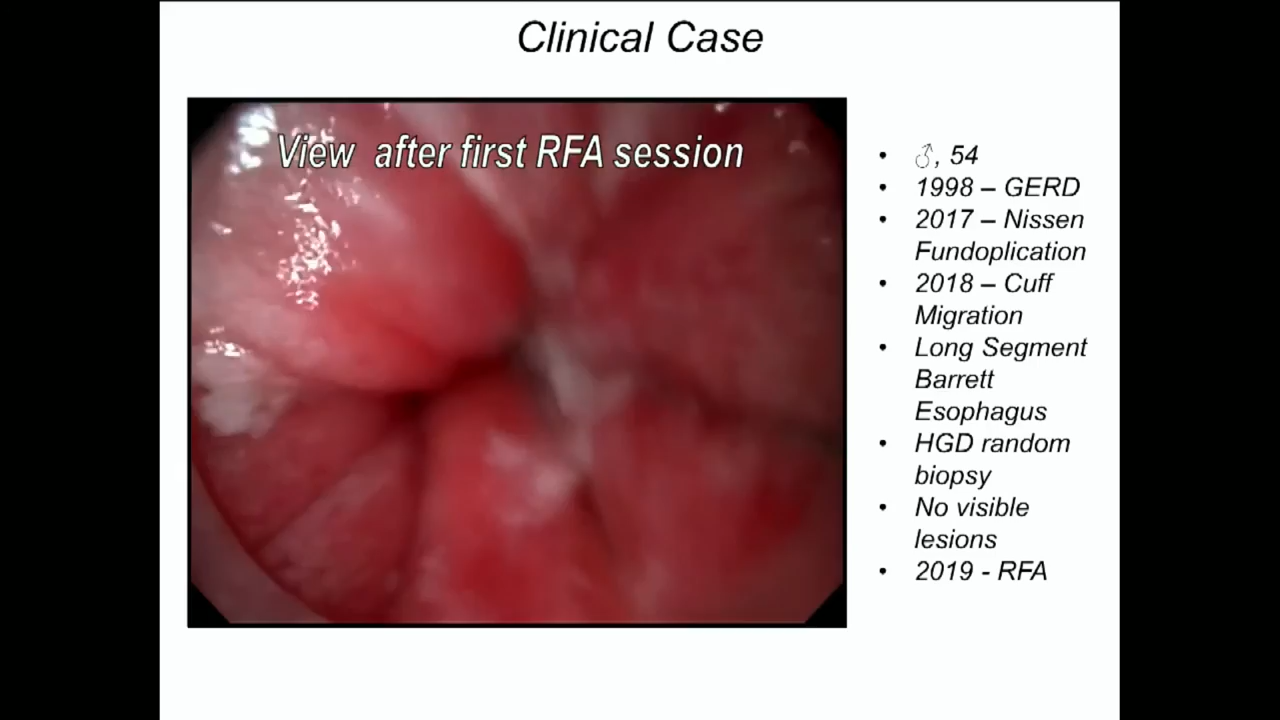 Clinical Case
View after first RFA session
• ♂, 54
• 1998 – GERD
• 2017 – Nissen
Fundoplication
• 2018 – Cuff
Migration
• Long Segment
Barrett
Esophagus
• HGD random
biopsy
• No visible
lesions
• 2019 - RFA